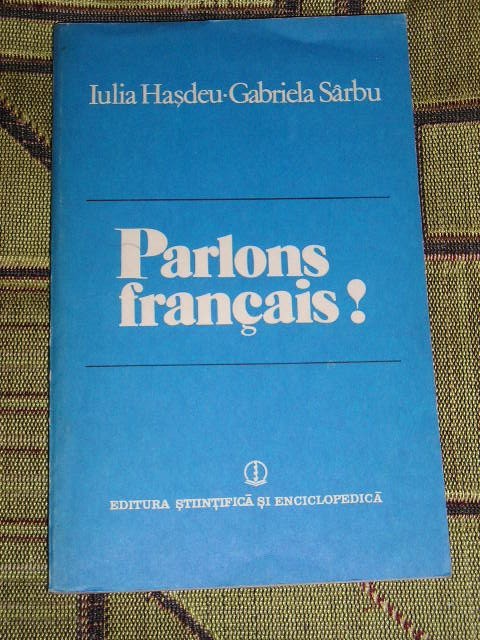 Iulia Hașdeu·Gabriela Sârbu
Parlons
français!
EDITURA ȘTIINȚIFICĂ ȘI ENCICLOPEDICĂ